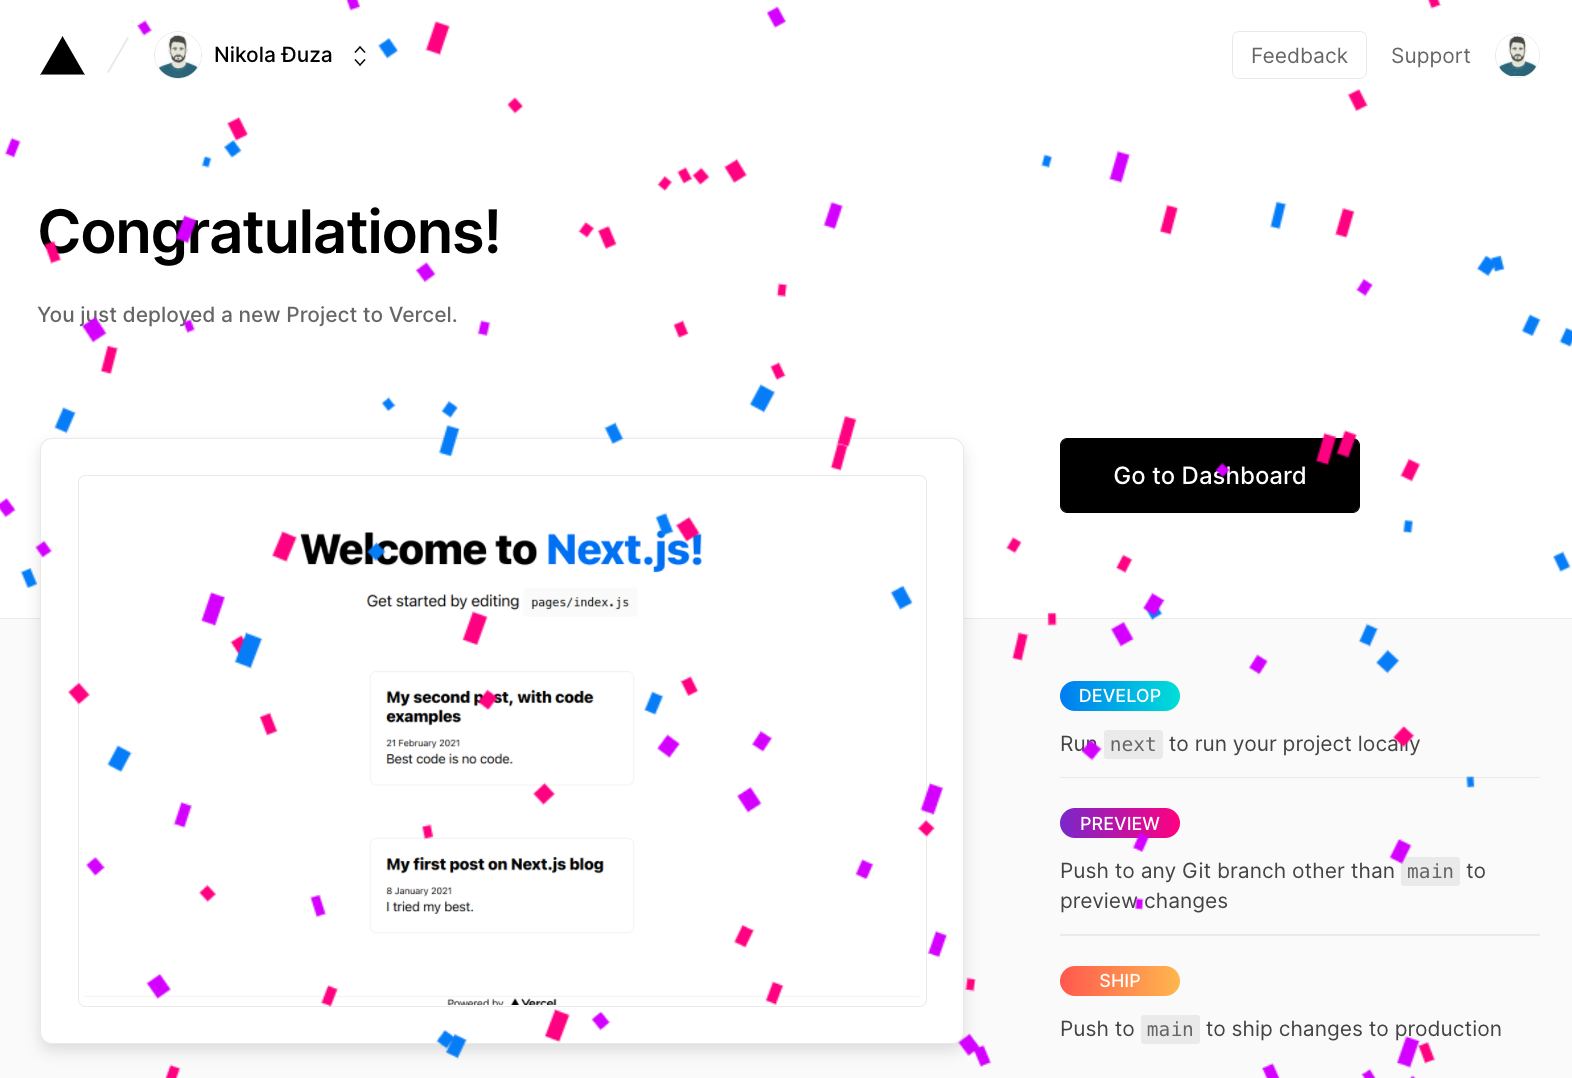 Nikola Đuza
Feedback
Support
Congratulations!
You just deployed a new Project to Vercel.
Go to Dashboard
Welcome to Next.js!
Get started by editing pages/index.js
My second post, with code
examples
21 February 2021
Best code is no code.
My first post on Next.js blog
8 January 2021
I tried my best.
Powered by Vercel
DEVELOP
Run next to run your project locally
PREVIEW
Push to any Git branch other than main to
preview changes
SHIP
Push to main to ship changes to production